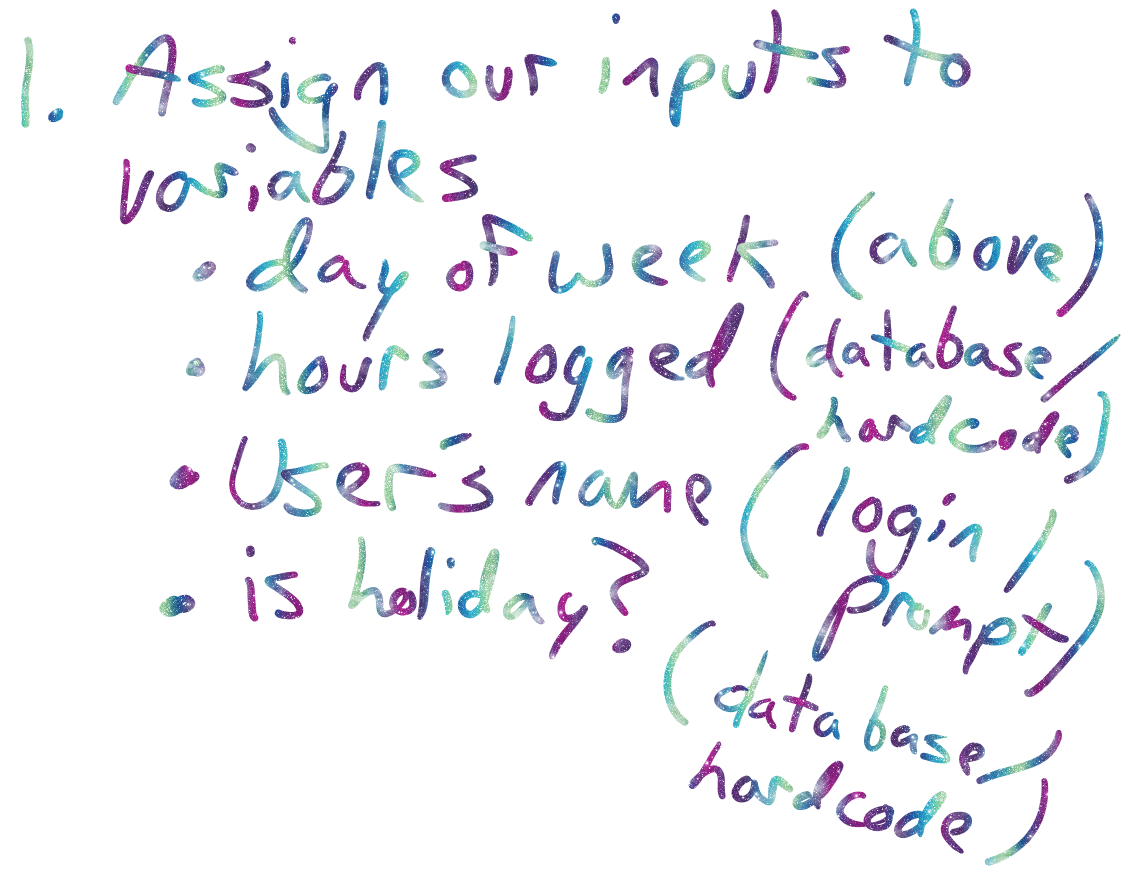 1. Assign our inputs to
variables
• day of week (above)
• hours logged (database/
hardcode)
• User's name (login/
prompt)
• is holiday?
(database/
hardcode)